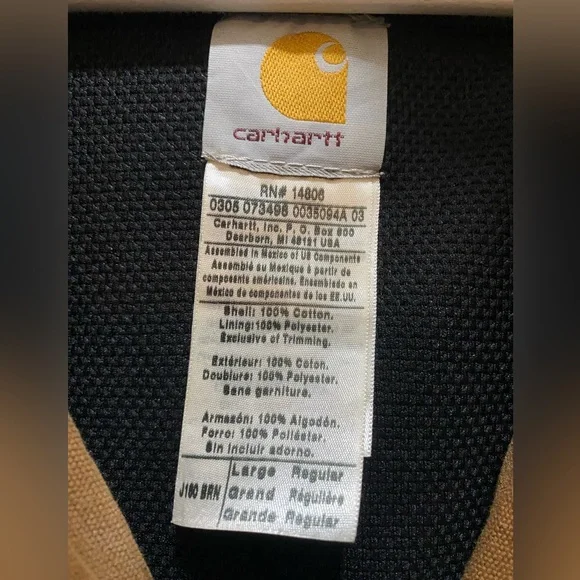 carhartt
RN# 14806
0305 073496 0035094A 03
Carhartt, Inc. P. O. Box 600
Dearborn, MI 48121 USA
Assembled in Mexico of US Components
Assemblé au Mexique à partir de
composants américains. Ensamblado en
México de componentes de los EE.UU.
Shell: 100% Cotton.
Lining: 100% Polyester.
Exclusive of Trimming.
Extérieur: 100% Coton.
Doublure: 100% Polyester.
Sans garniture.
Armazón: 100% Algodón.
Forro: 100% Poliéster.
Sin incluir adorno.
J160 BRN
Large Regular
Grand Régulière
Grande Regular